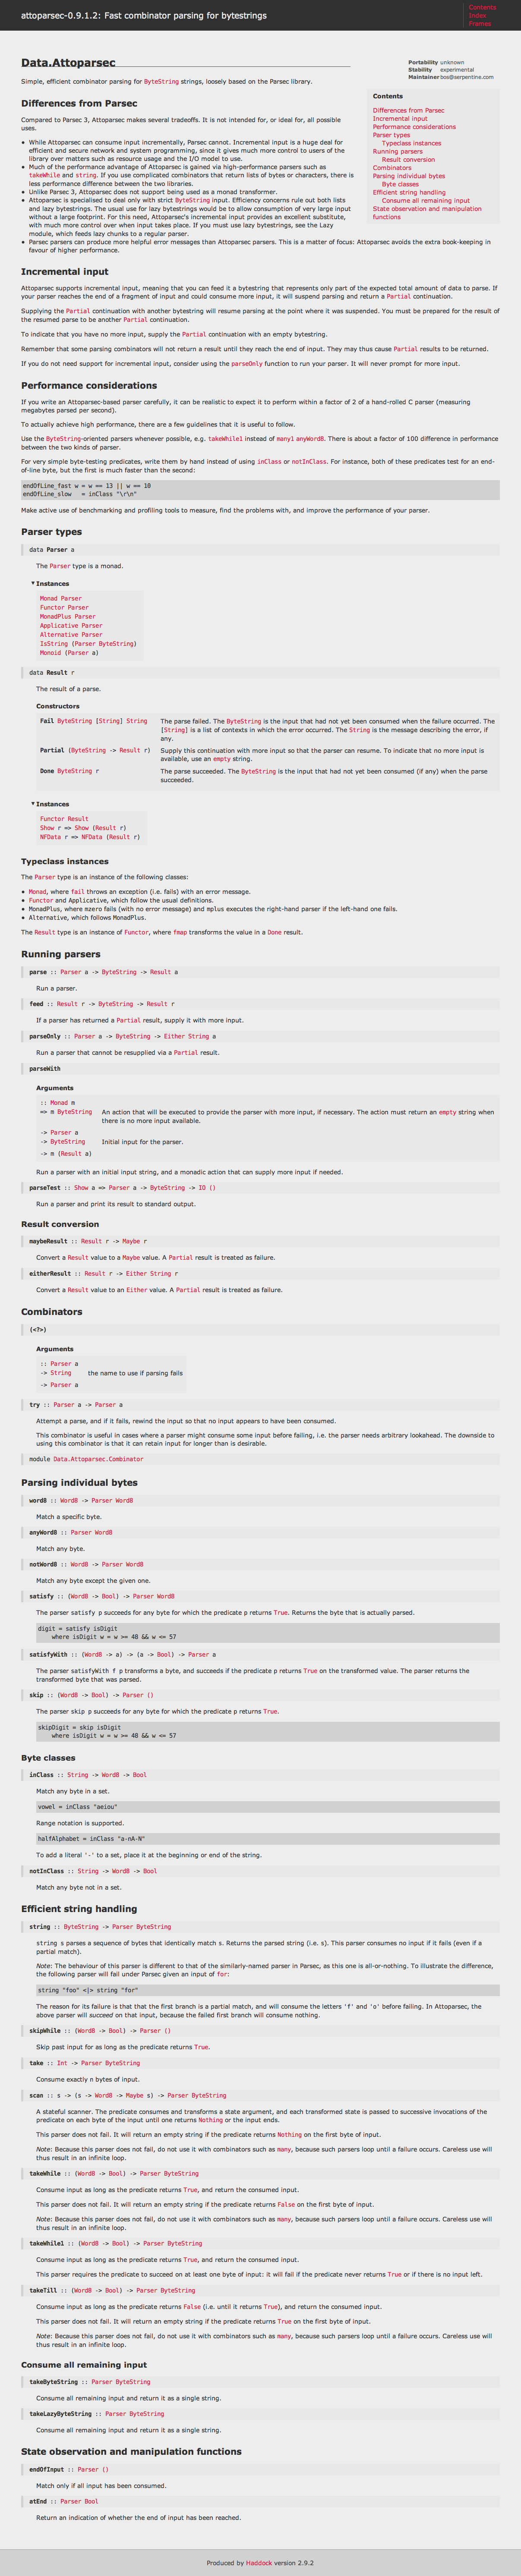 attoparsec-0.9.1.2: Fast combinator parsing for bytestrings
Contents
Index
Frames
Portability unknown
Stability experimental
Maintainer bos@serpentine.com
Data.Attoparsec
Simple, efficient combinator parsing for ByteString strings, loosely based on the Parsec library.
Contents
Differences from Parsec
Incremental input
Performance considerations
Parser types
Typeclass instances
Running parsers
Result conversion
Combinators
Parsing individual bytes
Byte classes
Efficient string handling
Consume all remaining input
State observation and manipulation
functions
Differences from Parsec
Compared to Parsec 3, Attoparsec makes several tradeoffs. It is not intended for, or ideal for, all possible
uses.
• While Attoparsec can consume input incrementally, Parsec cannot. Incremental input is a huge deal for
efficient and secure network and system programming, since it gives much more control to users of the
library over matters such as resource usage and the I/O model to use.
• Much of the performance advantage of Attoparsec is gained via high-performance parsers such as
takeWhile and string. If you use complicated combinators that return lists of bytes or characters, there is
less performance difference between the two libraries.
• Unlike Parsec 3, Attoparsec does not support being used as a monad transformer.
• Attoparsec is specialised to deal only with strict ByteString input. Efficiency concerns rule out both lists
and lazy bytestrings. The usual use for lazy bytestrings would be to allow consumption of very large input
without a large footprint. For this need, Attoparsec's incremental input provides an excellent substitute,
with much more control over when input takes place. If you must use lazy bytestrings, see the Lazy
module, which feeds lazy chunks to a regular parser.
• Parsec parsers can produce more helpful error messages than Attoparsec parsers. This is a matter of focus: Attoparsec avoids the extra book-keeping in
favour of higher performance.
Incremental input
Attoparsec supports incremental input, meaning that you can feed it a bytestring that represents only part of the expected total amount of data to parse. If
your parser reaches the end of a fragment of input and could consume more input, it will suspend parsing and return a Partial continuation.
Supplying the Partial continuation with another bytestring will resume parsing at the point where it was suspended. You must be prepared for the result of
the resumed parse to be another Partial continuation.
To indicate that you have no more input, supply the Partial continuation with an empty bytestring.
Remember that some parsing combinators will not return a result until they reach the end of input. They may thus cause Partial results to be returned.
If you do not need support for incremental input, consider using the parseOnly function to run your parser. It will never prompt for more input.
Performance considerations
If you write an Attoparsec-based parser carefully, it can be realistic to expect it to perform within a factor of 2 of a hand-rolled C parser (measuring
megabytes parsed per second).
To actually achieve high performance, there are a few guidelines that it is useful to follow.
Use the ByteString-oriented parsers whenever possible, e.g. takeWhile1 instead of many1 anyWord8. There is about a factor of 100 difference in performance
between the two kinds of parser.
For very simple byte-testing predicates, write them by hand instead of using inClass or notInClass. For instance, both of these predicates test for an end-
of-line byte, but the first is much faster than the second:
endOfLine_fast w = w == 13 || w == 10
endOfLine_slow   = inClass "\r\n"
Make active use of benchmarking and profiling tools to measure, find the problems with, and improve the performance of your parser.
Parser types
data Parser a
The Parser type is a monad.
▼ Instances
Monad Parser
Functor Parser
MonadPlus Parser
Applicative Parser
Alternative Parser
IsString (Parser ByteString)
Monoid (Parser a)
data Result r
The result of a parse.
Constructors
Fail ByteString [String] String The parse failed. The ByteString is the input that had not yet been consumed when the failure occurred. The
[String] is a list of contexts in which the error occurred. The String is the message describing the error, if
any.
Partial (ByteString -> Result r) Supply this continuation with more input so that the parser can resume. To indicate that no more input is
available, use an empty string.
Done ByteString r The parse succeeded. The ByteString is the input that had not yet been consumed (if any) when the parse
succeeded.
▼ Instances
Functor Result
Show r => Show (Result r)
NFData r => NFData (Result r)
Typeclass instances
The Parser type is an instance of the following classes:
• Monad, where fail throws an exception (i.e. fails) with an error message.
• Functor and Applicative, which follow the usual definitions.
• MonadPlus, where mzero fails (with no error message) and mplus executes the right-hand parser if the left-hand one fails.
• Alternative, which follows MonadPlus.
The Result type is an instance of Functor, where fmap transforms the value in a Done result.
Running parsers
parse :: Parser a -> ByteString -> Result a
Run a parser.
feed :: Result r -> ByteString -> Result r
If a parser has returned a Partial result, supply it with more input.
parseOnly :: Parser a -> ByteString -> Either String a
Run a parser that cannot be resupplied via a Partial result.
parseWith
Arguments
:: Monad m
=> m ByteString An action that will be executed to provide the parser with more input, if necessary. The action must return an empty string when
there is no more input available.
-> Parser a
-> ByteString Initial input for the parser.
-> m (Result a)
Run a parser with an initial input string, and a monadic action that can supply more input if needed.
parseTest :: Show a => Parser a -> ByteString -> IO ()
Run a parser and print its result to standard output.
Result conversion
maybeResult :: Result r -> Maybe r
Convert a Result value to a Maybe value. A Partial result is treated as failure.
eitherResult :: Result r -> Either String r
Convert a Result value to an Either value. A Partial result is treated as failure.
Combinators
(<?>)
Arguments
:: Parser a
-> String the name to use if parsing fails
-> Parser a
try :: Parser a -> Parser a
Attempt a parse, and if it fails, rewind the input so that no input appears to have been consumed.
This combinator is useful in cases where a parser might consume some input before failing, i.e. the parser needs arbitrary lookahead. The downside to
using this combinator is that it can retain input for longer than is desirable.
module Data.Attoparsec.Combinator
Parsing individual bytes
word8 :: Word8 -> Parser Word8
Match a specific byte.
anyWord8 :: Parser Word8
Match any byte.
notWord8 :: Word8 -> Parser Word8
Match any byte except the given one.
satisfy :: (Word8 -> Bool) -> Parser Word8
The parser satisfy p succeeds for any byte for which the predicate p returns True. Returns the byte that is actually parsed.
digit = satisfy isDigit
    where isDigit w = w >= 48 && w <= 57
satisfyWith :: (Word8 -> a) -> (a -> Bool) -> Parser a
The parser satisfyWith f p transforms a byte, and succeeds if the predicate p returns True on the transformed value. The parser returns the
transformed byte that was parsed.
skip :: (Word8 -> Bool) -> Parser ()
The parser skip p succeeds for any byte for which the predicate p returns True.
skipDigit = skip isDigit
    where isDigit w = w >= 48 && w <= 57
Byte classes
inClass :: String -> Word8 -> Bool
Match any byte in a set.
vowel = inClass "aeiou"
Range notation is supported.
halfAlphabet = inClass "a-nA-N"
To add a literal '-' to a set, place it at the beginning or end of the string.
notInClass :: String -> Word8 -> Bool
Match any byte not in a set.
Efficient string handling
string :: ByteString -> Parser ByteString
string s parses a sequence of bytes that identically match s. Returns the parsed string (i.e. s). This parser consumes no input if it fails (even if a
partial match).
Note: The behaviour of this parser is different to that of the similarly-named parser in Parsec, as this one is all-or-nothing. To illustrate the difference,
the following parser will fail under Parsec given an input of for:
string "foo" <|> string "for"
The reason for its failure is that that the first branch is a partial match, and will consume the letters 'f' and 'o' before failing. In Attoparsec, the
above parser will succeed on that input, because the failed first branch will consume nothing.
skipWhile :: (Word8 -> Bool) -> Parser ()
Skip past input for as long as the predicate returns True.
take :: Int -> Parser ByteString
Consume exactly n bytes of input.
scan :: s -> (s -> Word8 -> Maybe s) -> Parser ByteString
A stateful scanner. The predicate consumes and transforms a state argument, and each transformed state is passed to successive invocations of the
predicate on each byte of the input until one returns Nothing or the input ends.
This parser does not fail. It will return an empty string if the predicate returns Nothing on the first byte of input.
Note: Because this parser does not fail, do not use it with combinators such as many, because such parsers loop until a failure occurs. Careless use will
thus result in an infinite loop.
takeWhile :: (Word8 -> Bool) -> Parser ByteString
Consume input as long as the predicate returns True, and return the consumed input.
This parser does not fail. It will return an empty string if the predicate returns False on the first byte of input.
Note: Because this parser does not fail, do not use it with combinators such as many, because such parsers loop until a failure occurs. Careless use will
thus result in an infinite loop.
takeWhile1 :: (Word8 -> Bool) -> Parser ByteString
Consume input as long as the predicate returns True, and return the consumed input.
This parser requires the predicate to succeed on at least one byte of input: it will fail if the predicate never returns True or if there is no input left.
takeTill :: (Word8 -> Bool) -> Parser ByteString
Consume input as long as the predicate returns False (i.e. until it returns True), and return the consumed input.
This parser does not fail. It will return an empty string if the predicate returns True on the first byte of input.
Note: Because this parser does not fail, do not use it with combinators such as many, because such parsers loop until a failure occurs. Careless use will
thus result in an infinite loop.
Consume all remaining input
takeByteString :: Parser ByteString
Consume all remaining input and return it as a single string.
takeLazyByteString :: Parser ByteString
Consume all remaining input and return it as a single string.
State observation and manipulation functions
endOfInput :: Parser ()
Match only if all input has been consumed.
atEnd :: Parser Bool
Return an indication of whether the end of input has been reached.
Produced by Haddock version 2.9.2